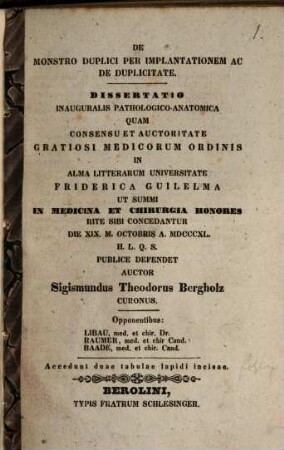 1.
DE
MONSTRO DUPLICI PER IMPLANTATIONEM AC
DE DUPLICITATE.
DISSERTATIO
INAUGURALIS PATHOLOGICO-ANATOMICA
QUAM
CONSENSU ET AUCTORITATE
GRATIOSI MEDICORUM ORDINIS
IN
ALMA LITTERARUM UNIVERSITATE
FRIDERICA GUILELMA
UT SUMMI
IN MEDICINA ET CHIRURGIA HONORES
RITE SIBI CONCEDANTUR
DIE XIX. M. OCTOBRIS A. MDCCCXL.
H. L. Q. S.
PUBLICE DEFENDET
AUCTOR
Sigismundus Theodorus Bergholz
CURONUS.
Opponentibus:
LIBAU, med. et chir. Dr.
RAUMER, med. et chir Cand.
HAADE, med. et chir. Cand.
Accedunt duae tabulae lapidi incisae.
BEROLINI,
TYPIS FRATRUM SCHLESINGER.